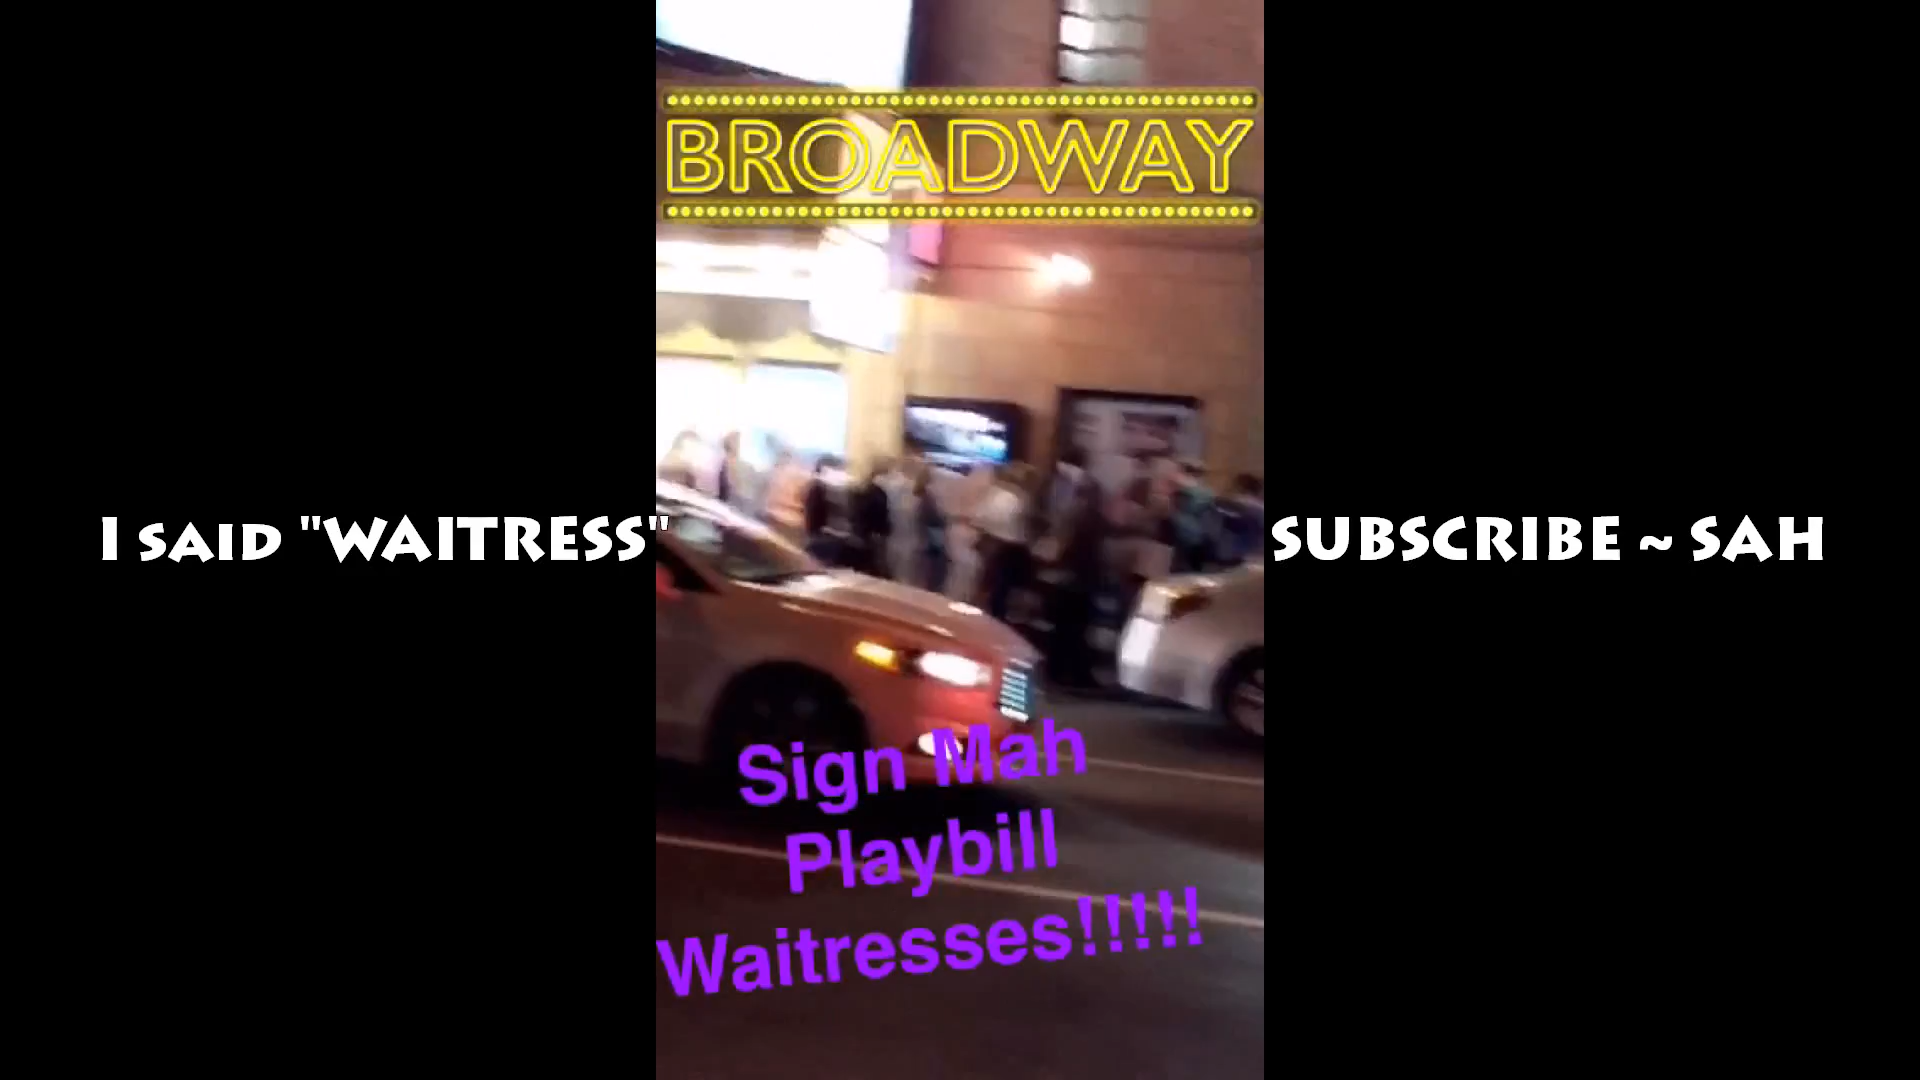 BROADWAY
I SAID "WAITRESS"
SUBSCRIBE ~ SAH
Sign Mah
Playbill
Waitresses!!!!!